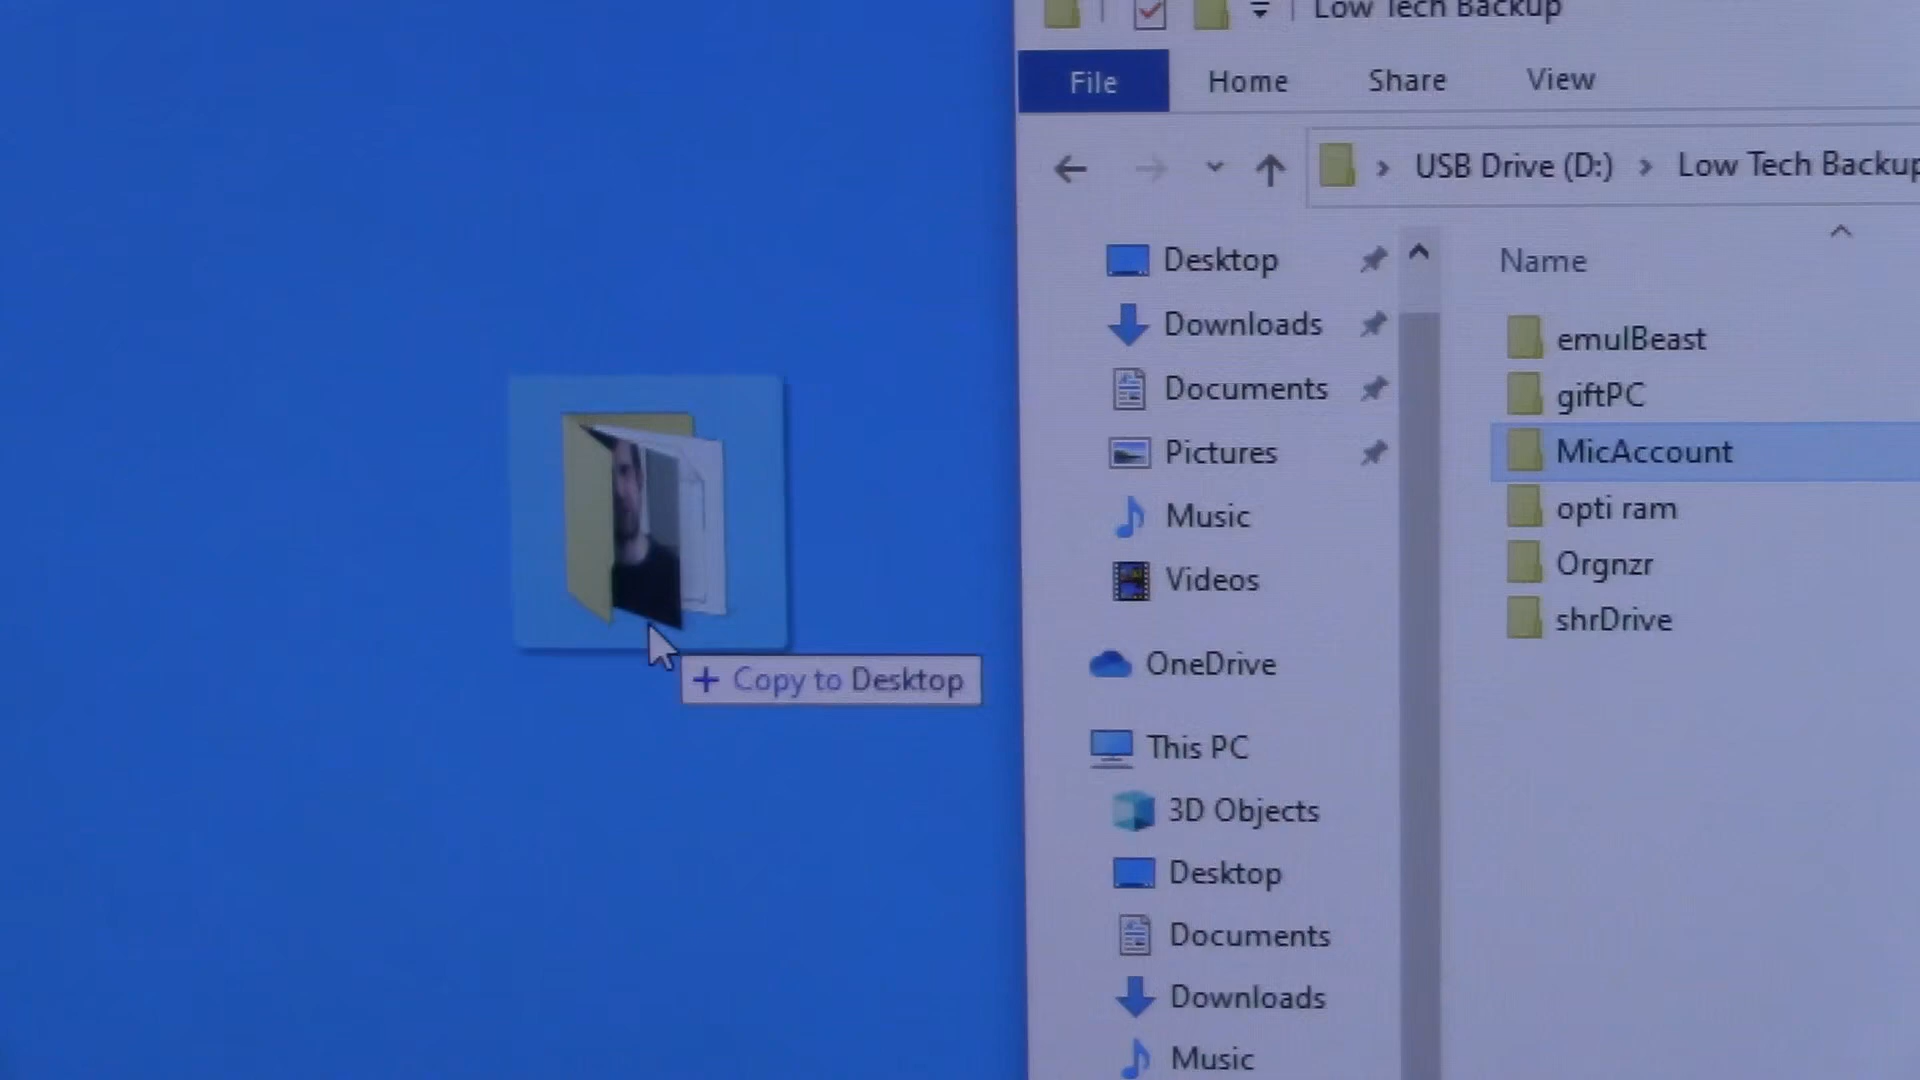 Low Tech Backup
File Home Share View
USB Drive (D:) Low Tech Backup
Desktop
Downloads
Documents
Pictures
Music
Videos
OneDrive
This PC
3D Objects
Desktop
Documents
Downloads
Music
Name
emulBeast
giftPC
MicAccount
opti ram
Orgnzr
shrDrive
+ Copy to Desktop